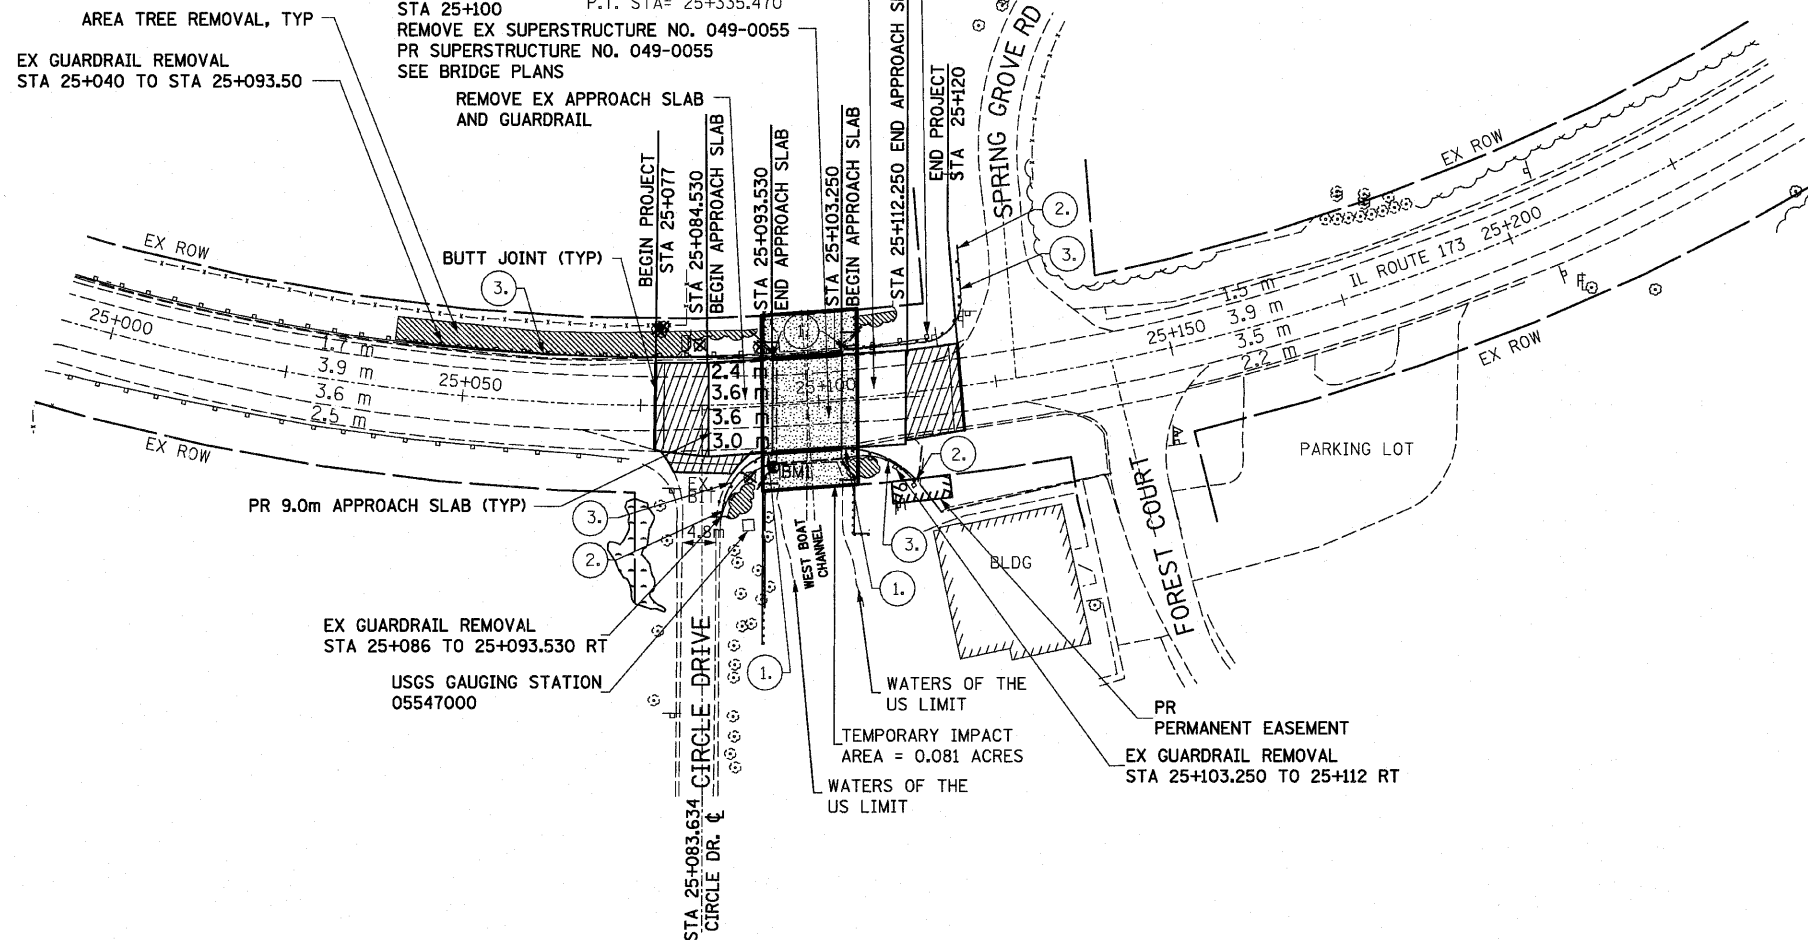 STA 25+100
P.T. STA= 25+335.470
AREA TREE REMOVAL, TYP
REMOVE EX SUPERSTRUCTURE NO. 049-0055
PR SUPERSTRUCTURE NO. 049-0055
SEE BRIDGE PLANS
EX GUARDRAIL REMOVAL
STA 25+040 TO STA 25+093.50
REMOVE EX APPROACH SLAB
AND GUARDRAIL
BEGIN PROJECT
STA 25+077
STA 25+084.530
BEGIN APPROACH SLAB
STA 25+093.530
END APPROACH SLAB
STA 25+103.250
BEGIN APPROACH SLAB
STA 25+112.250 END APPROACH
END PROJECT
STA 25+120
SPRING GROVE RD
2.
3.
EX ROW
EX ROW
BUTT JOINT (TYP)
3.
1.
IL ROUTE 173
25+200
25+000
1.7 m
3.9 m
3.6 m
2.5 m
25+050
2.4 m
3.6 m
3.6 m
3.0 m
25+100
25+150
1.5 m
3.9 m
3.5 m
2.2 m
EX ROW
EX ROW
PARKING LOT
PR 9.0m APPROACH SLAB (TYP)
EX
BIT
4.8m
3.
2.
BM1
2.
3.
1.
WEST BOAT
CHANNEL
BLDG
FOREST COURT
EX GUARDRAIL REMOVAL
STA 25+086 TO 25+093.530 RT
USGS GAUGING STATION
05547000
CIRCLE DRIVE
1.
WATERS OF THE
US LIMIT
TEMPORARY IMPACT
AREA = 0.081 ACRES
WATERS OF THE
US LIMIT
PR
PERMANENT EASEMENT
EX GUARDRAIL REMOVAL
STA 25+103.250 TO 25+112 RT
STA 25+083.634
CIRCLE DR. ℄